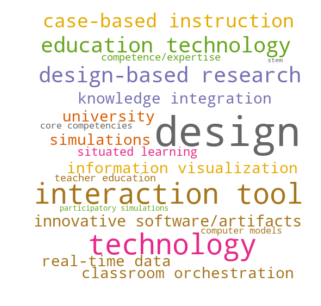 case-based instruction
education technology
competence/expertise
stem
design-based research
knowledge integration
university
core competencies
design
simulations
situated learning
information visualization
teacher education
interaction tool
participatory simulations
innovative software/artifacts
computer models
technology
real-time data
classroom orchestration